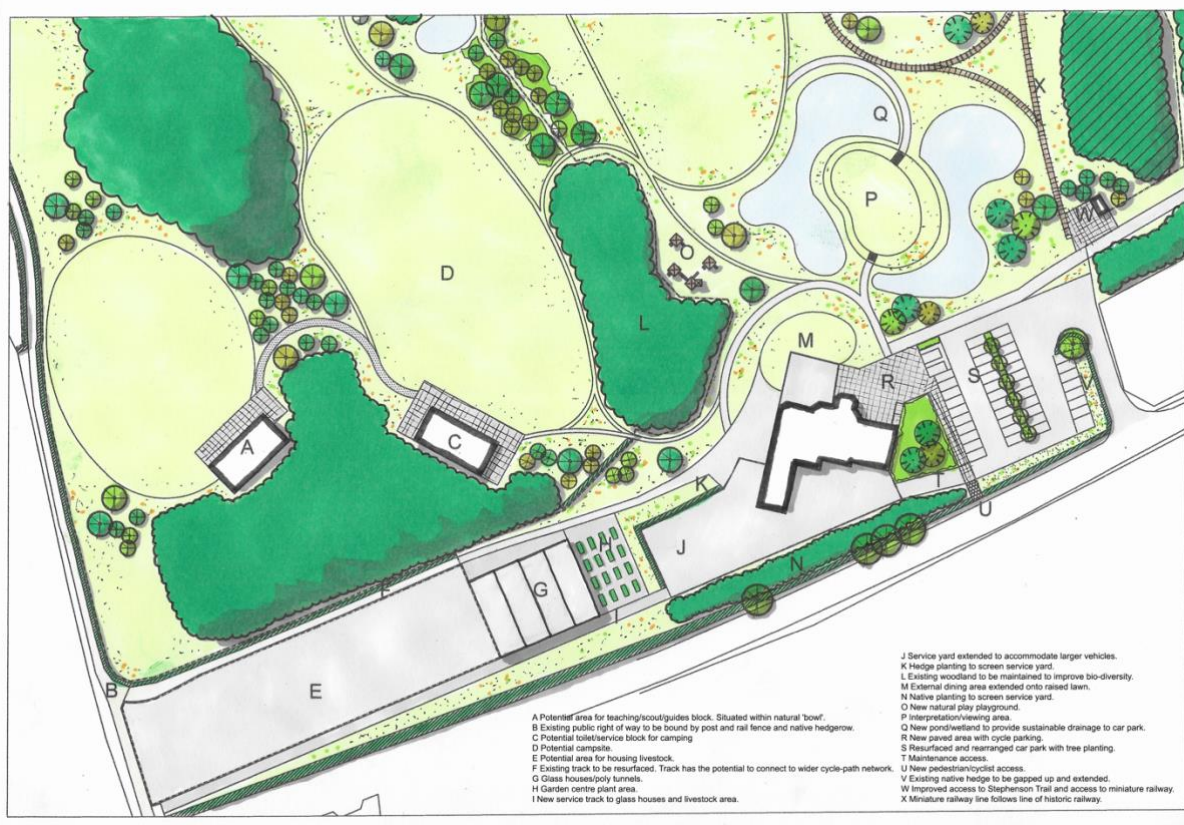 X
Q
W
P
O
D
L
M
R
S
A
C
V
K
T
U
H
J
N
G
F
I
E
B
A Potential area for teaching/scout/guides block. Situated within natural 'bowl'.
B Existing public right of way to be bound by post and rail fence and native hedgerow.
C Potential toilet/service block for camping
D Potential campsite.
E Potential area for housing livestock.
F Existing track to be resurfaced. Track has the potential to connect to wider cycle-path network.
G Glass houses/poly tunnels.
H Garden centre plant area.
I New service track to glass houses and livestock area.
J Service yard extended to accommodate larger vehicles.
K Hedge planting to screen service yard.
L Existing woodland to be maintained to improve bio-diversity.
M External dining area extended onto raised lawn.
N Native planting to screen service yard.
O New natural play playground.
P Interpretation/viewing area.
Q New pond/wetland to provide sustainable drainage to car park.
R New paved area with cycle parking.
S Resurfaced and rearranged car park with tree planting.
T Maintenance access.
U New pedestrian/cyclist access.
V Existing native hedge to be gapped up and extended.
W Improved access to Stephenson Trail and access to miniature railway.
X Miniature railway line follows line of historic railway.